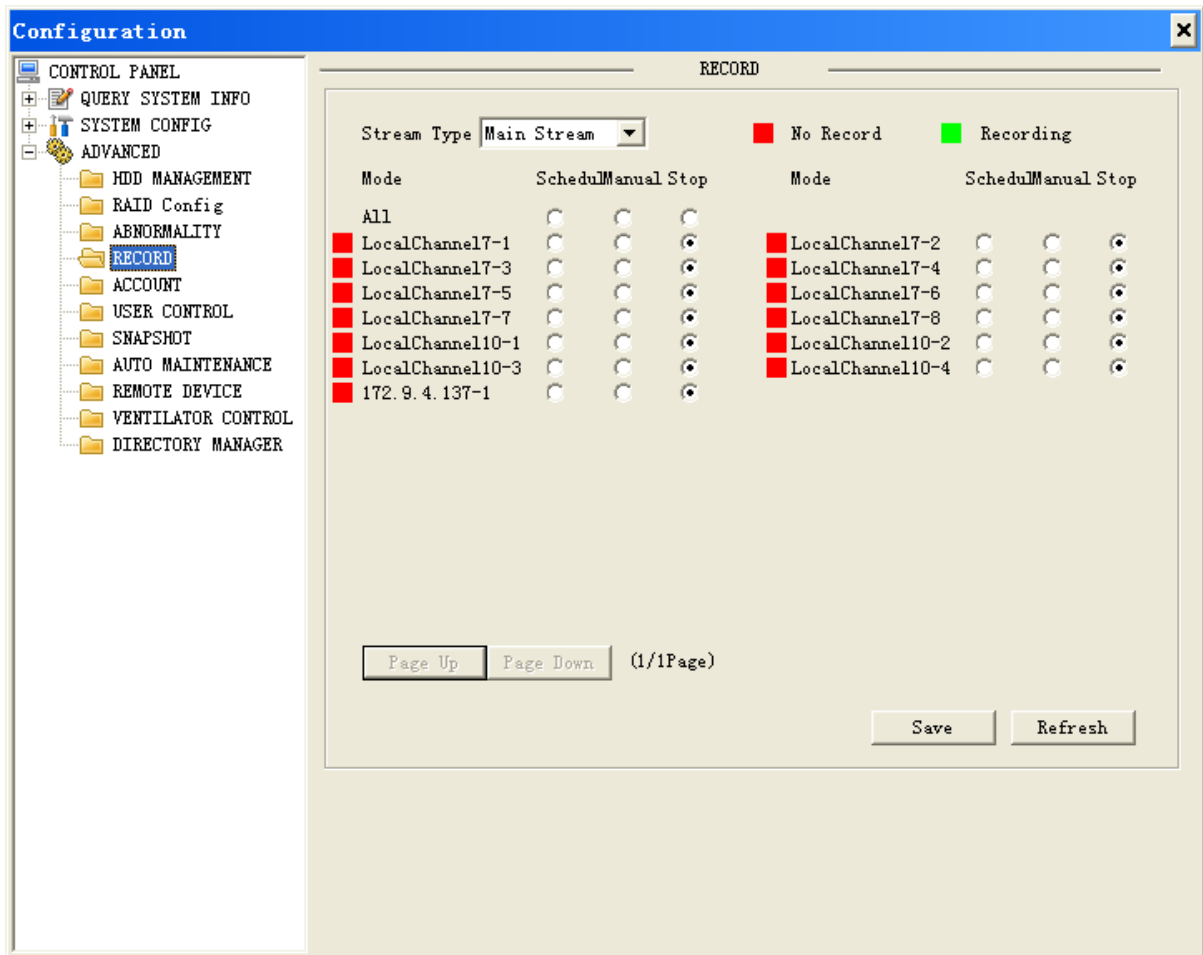 Configuration
CONTROL PANEL
QUERY SYSTEM INFO
SYSTEM CONFIG
ADVANCED
HDD MANAGEMENT
RAID Config
ABNORMALITY
RECORD
ACCOUNT
USER CONTROL
SNAPSHOT
AUTO MAINTENANCE
REMOTE DEVICE
VENTILATOR CONTROL
DIRECTORY MANAGER
RECORD
Stream Type Main Stream No Record Recording
Mode Schedul Manual Stop Mode Schedul Manual Stop
All
LocalChannel7-1 LocalChannel7-2
LocalChannel7-3 LocalChannel7-4
LocalChannel7-5 LocalChannel7-6
LocalChannel7-7 LocalChannel7-8
LocalChannel10-1 LocalChannel10-2
LocalChannel10-3 LocalChannel10-4
172.9.4.137-1
Page Up Page Down (1/1Page)
Save Refresh